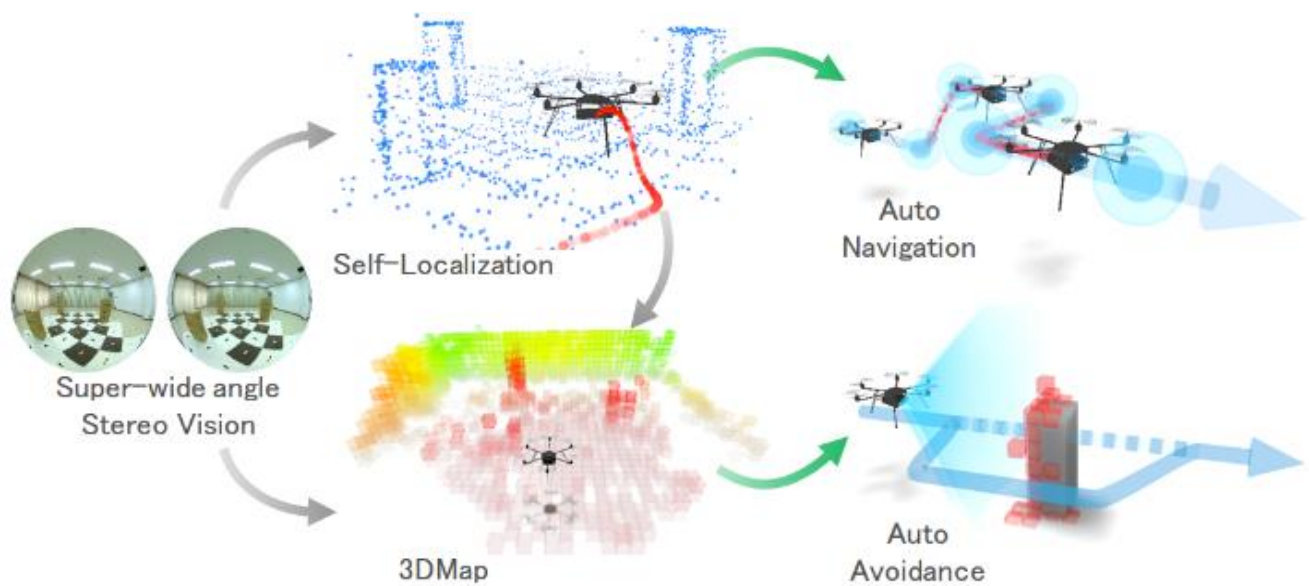 Self-Localization
Auto
Navigation
Super-wide angle
Stereo Vision
3DMap
Auto
Avoidance